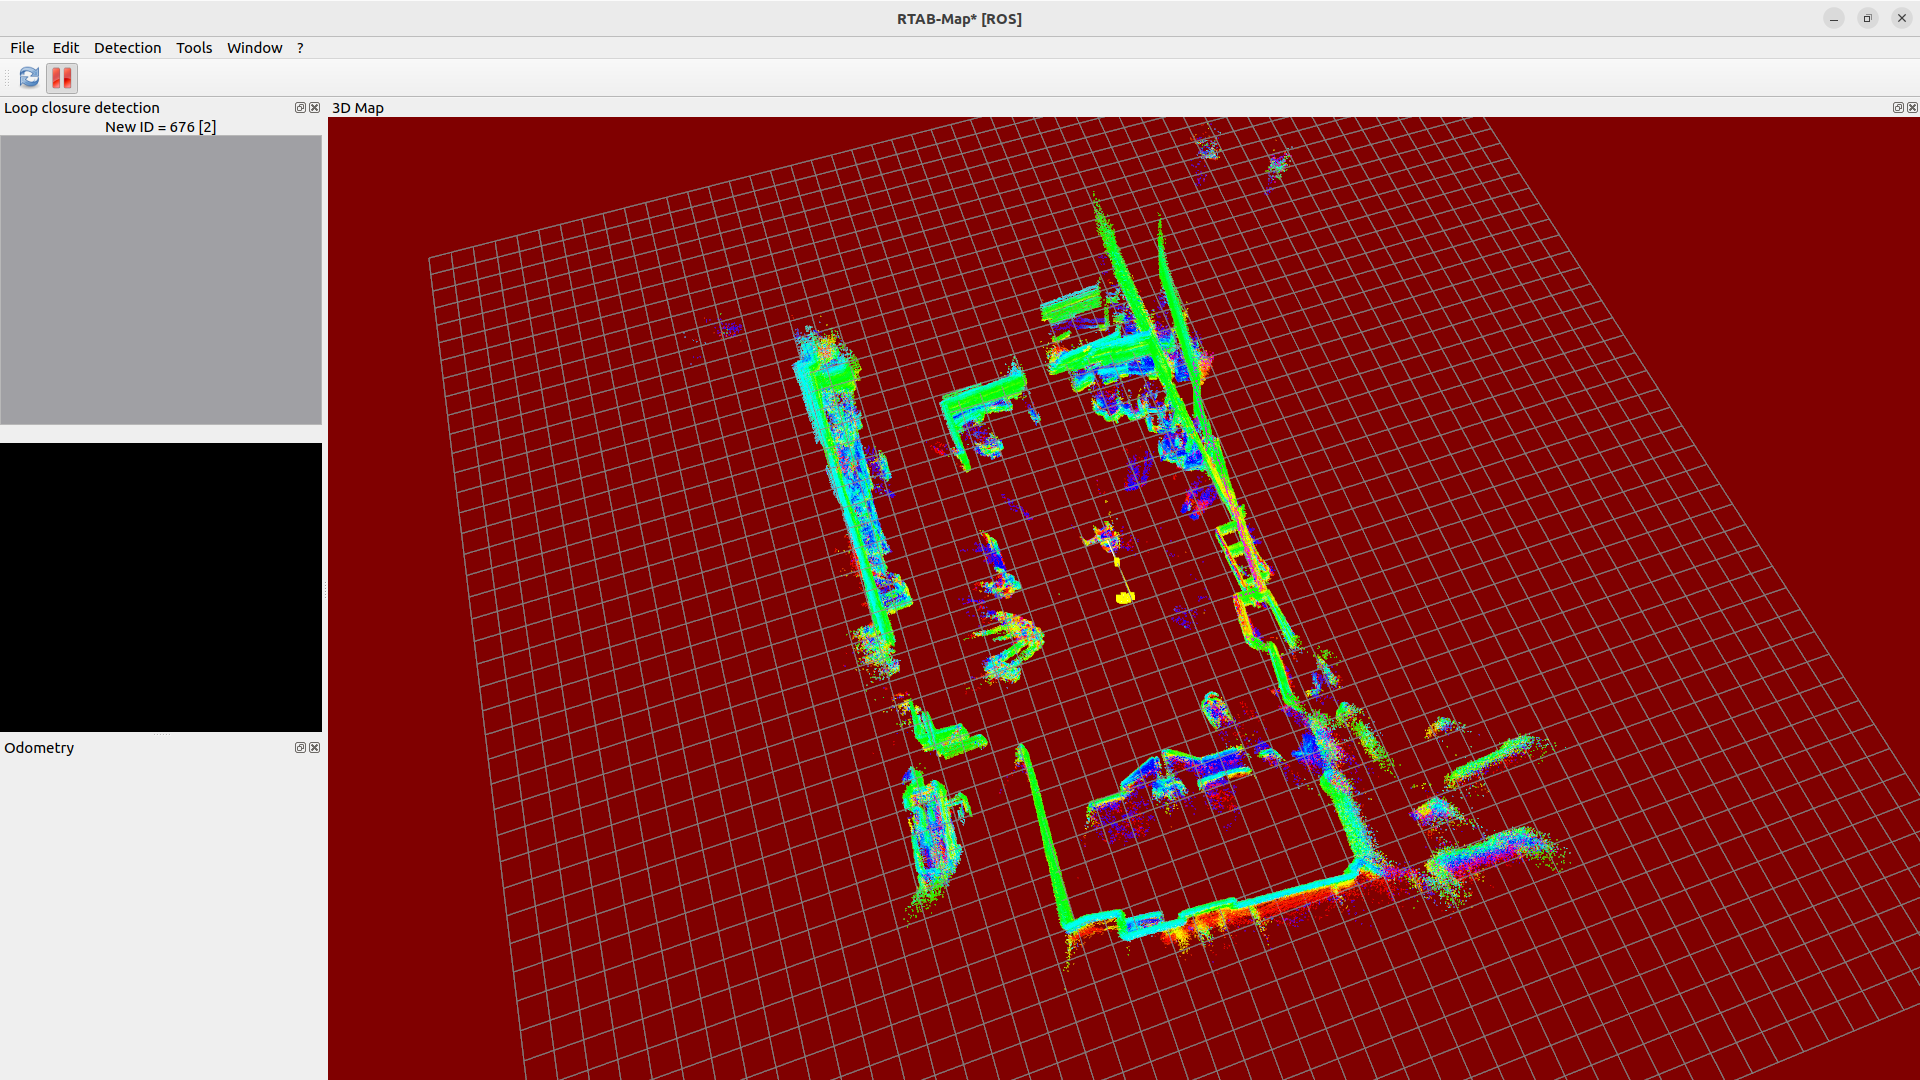 RTAB-Map* [ROS]
File Edit Detection Tools Window ?
Loop closure detection
New ID = 676 [2]
3D Map
Odometry